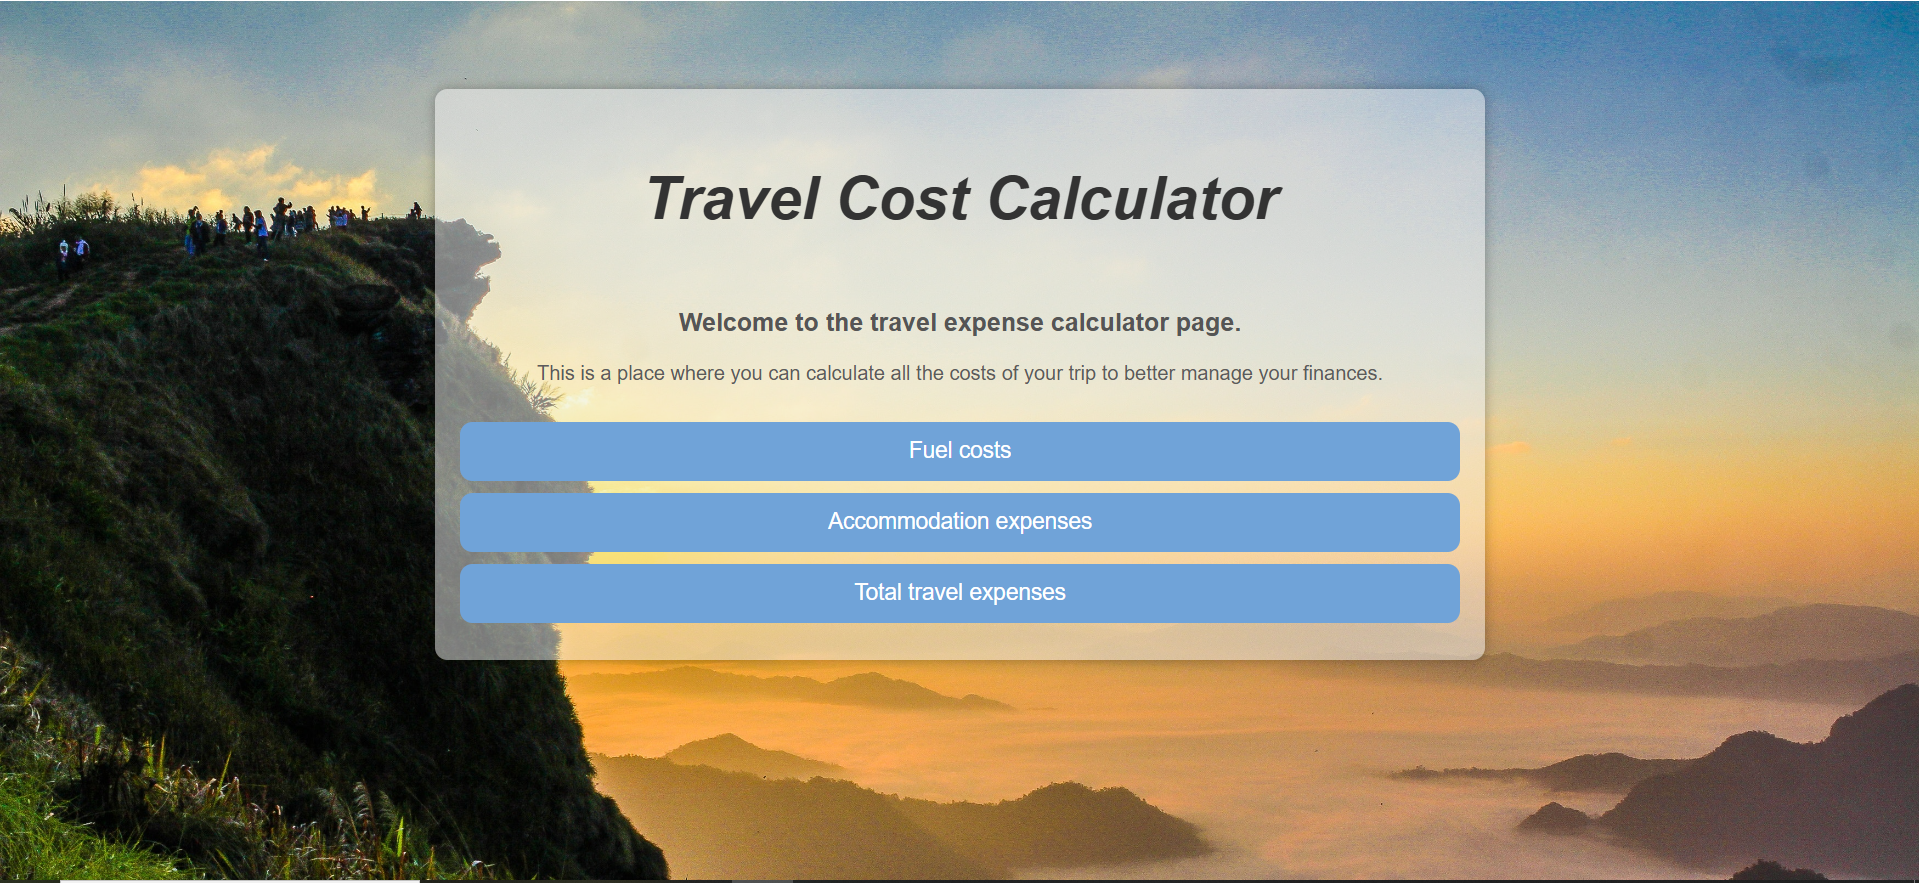 Travel Cost Calculator
Welcome to the travel expense calculator page.
This is a place where you can calculate all the costs of your trip to better manage your finances.
Fuel costs
Accommodation expenses
Total travel expenses